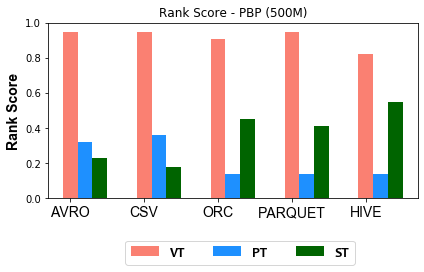 Rank Score - PBP (500M)
Rank Score
1.0
0.8
0.6
0.4
0.2
0.0
AVRO CSV ORC PARQUET HIVE
VT PT ST